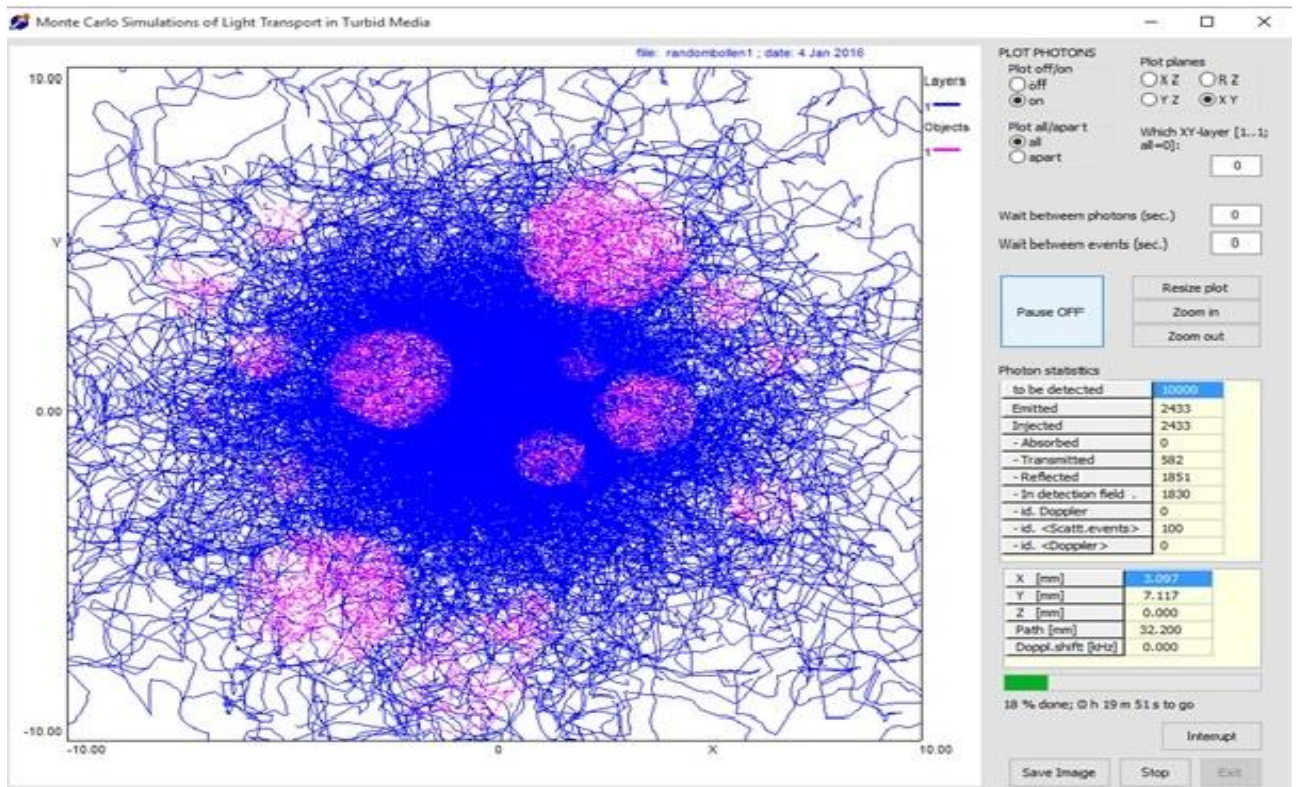 Monte Carlo Simulations of Light Transport in Turbid Media
file: randombollen1 ; date: 4 Jan 2016
10.00
Y
0.00
-10.00
-10.00
0
X
10.00
Layers
1
Objects
1
PLOT PHOTONS
Plot off/on
off
on
Plot planes
X Z
R Z
Y Z
X Y
Plot all/apart
all
apart
Which XY-layer [1..1;
all=0]:
0
Wait betweem photons (sec.)
0
Wait betweem events (sec.)
0
Pause OFF
Resize plot
Zoom in
Zoom out
Photon statistics
to be detected 10000
Emitted 2433
Injected 2433
- Absorbed 0
- Transmitted 582
- Reflected 1851
- In detection field . 1830
- id. Doppler 0
- id. <Scatt.events> 100
- id. <Doppler> 0
X [mm] 3.097
Y [mm] 7.117
Z [mm] 0.000
Path [mm] 32.200
Doppl.shift [kHz] 0.000
18 % done; 0 h 19 m 51 s to go
Interrupt
Save Image
Stop
Exit